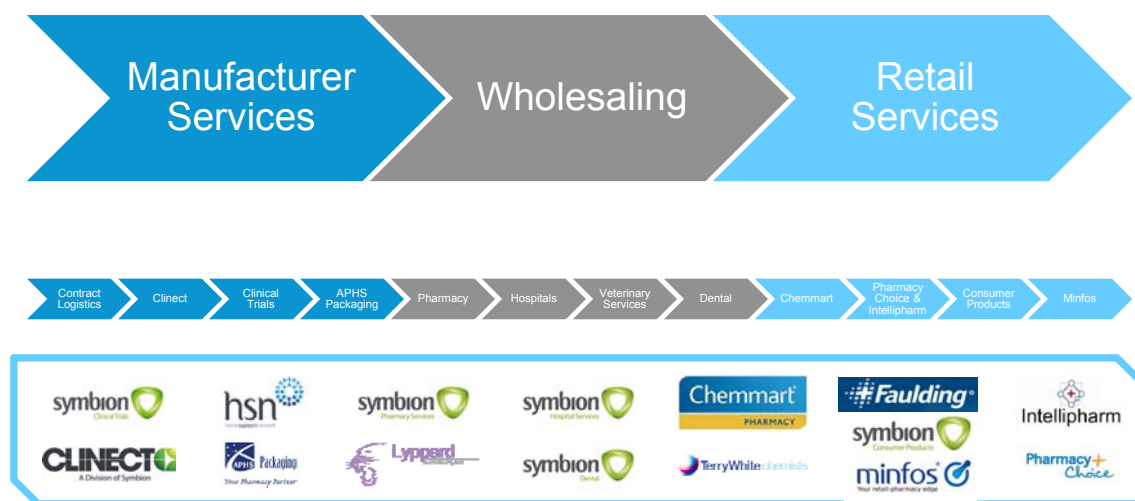 Manufacturer
Services
Wholesaling
Retail
Services
Contract
Logistics
Clinect
Clinical
Trials
APHS
Packaging
Pharmacy
Hospitals
Veterinary
Services
Dental
Chemmart
Pharmacy
Choice &
Intellipharm
Consumer
Products
Minfos
symbion
Clinical Trials
CLINECT
A Division of Symbion
hsn
APHS Packaging
Your Pharmacy Partner
symbion
Pharmacy Services
Lyppard
symbion
Hospital Services
symbion
Dental
Chemmart
PHARMACY
TerryWhite chemists
Faulding
symbion
Consumer Products
minfos
Your retail-pharmacy edge
Intellipharm
Pharmacy+
Choice